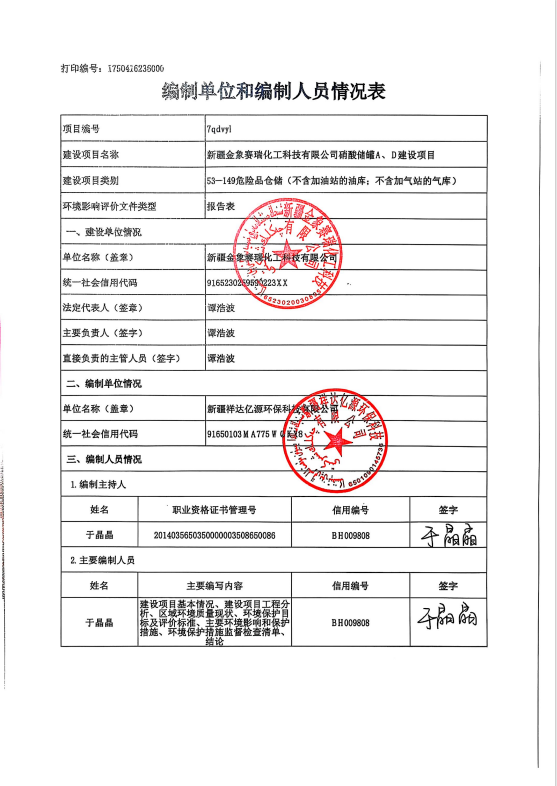 打印编号：1750416235000
编制单位和编制人员情况表
项目编号 7qdvyl
建设项目名称 新疆金象赛瑞化工科技有限公司硝酸储罐A、D建设项目
建设项目类别 53-149危险品仓储（不含加油站的油库；不含加气站的气库）
环境影响评价文件类型 报告表
一、建设单位情况
单位名称（盖章） 新疆金象赛瑞化工科技有限公司
统一社会信用代码
法定代表人（签章） 谭浩波
主要负责人（签字） 谭浩波
直接负责的主管人员（签字） 谭浩波
二、编制单位情况
单位名称（盖章） 新疆祥达亿源环保科技有限公司
统一社会信用代码
三、编制人员情况
1.编制主持人
姓名 职业资格证书管理号 信用编号 签字
于晶晶 2014035650350000003508650086 BH009808 于晶晶
2.主要编制人员
姓名 主要编写内容 信用编号 签字
于晶晶 建设项目基本情况、建设项目工程分
析、区域环境质量现状、环境保护目
标及评价标准、主要环境影响和保护
措施、环境保护措施监督检查清单、
结论
BH009808 于晶晶